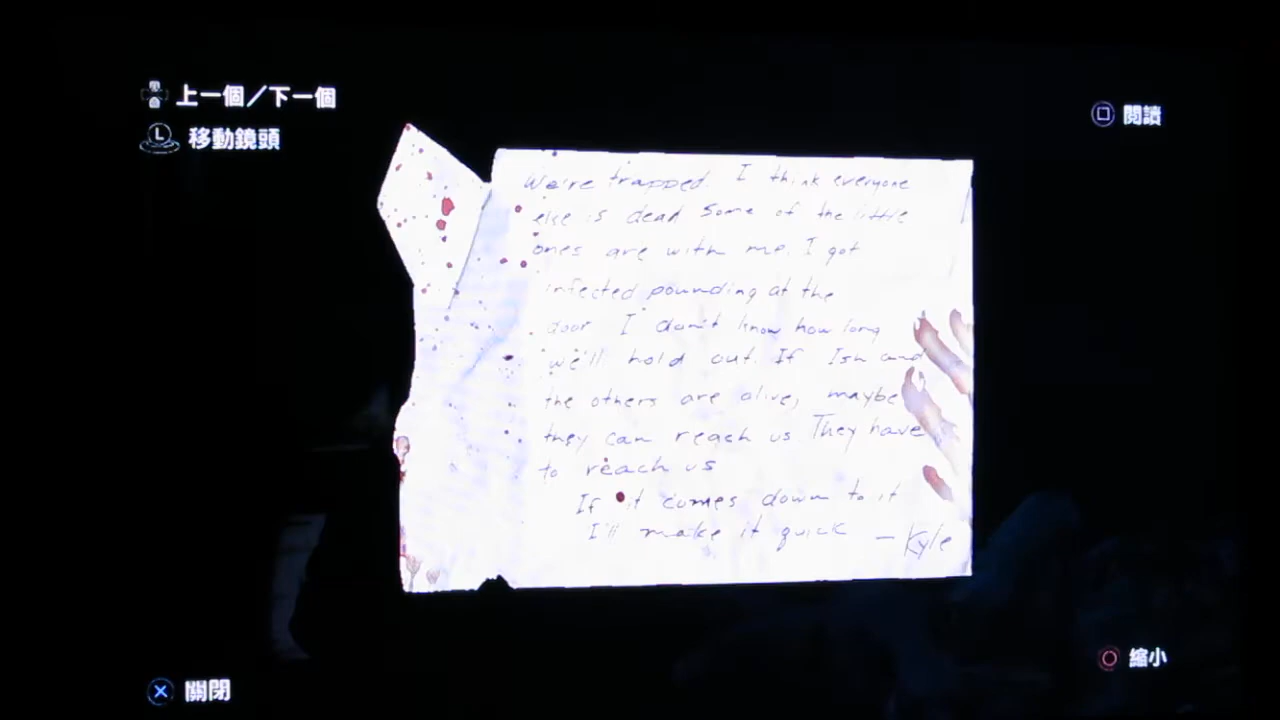 上一個／下一個
L 移動鏡頭
閱讀
We're trapped. I think everyone
else is dead some of the little
ones are with me. I got
infected pounding at the
door I don't know how long
we'll hold out. If Ish and
the others are alive, maybe
they can reach us. They have
to reach us
If it comes down to it
I'll make it quick - Kyle
縮小
關閉